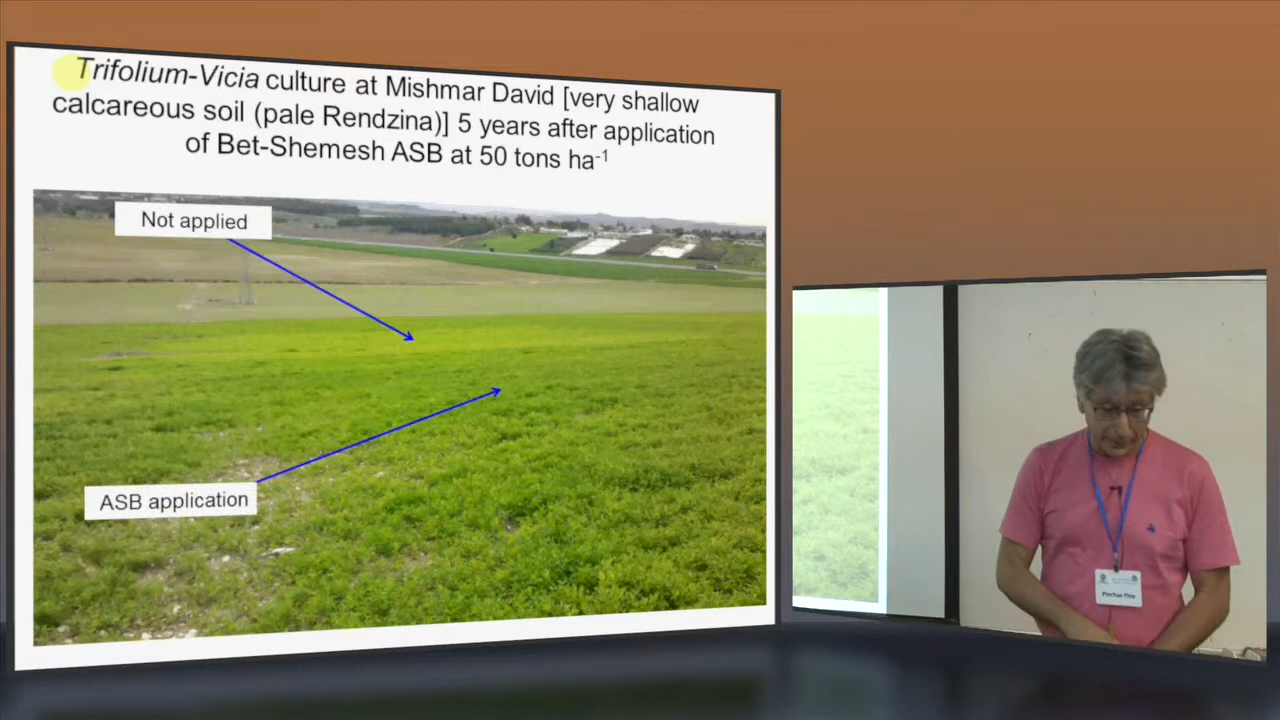 Trifolium-Vicia culture at Mishmar David [very shallow
calcareous soil (pale Rendzina)] 5 years after application
of Bet-Shemesh ASB at 50 tons ha⁻¹
Not applied
ASB application